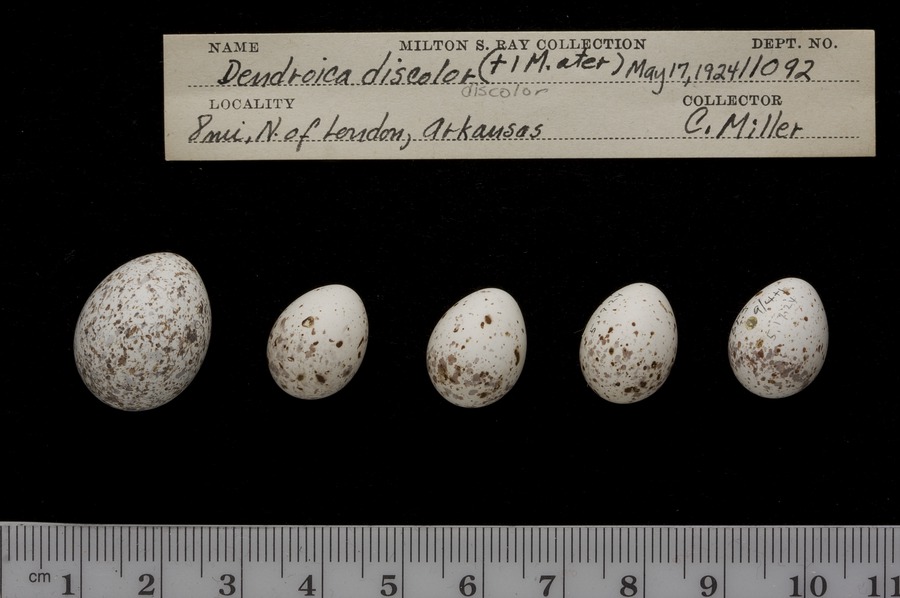 NAME MILTON S. RAY COLLECTION DEPT. NO.
Dendroica discolor (+1 M. ater) May 17, 1924 11092
discolor
LOCALITY COLLECTOR
8 mi. N. of London, Arkansas C. Miller
cm 1 2 3 4 5 6 7 8 9 10 11